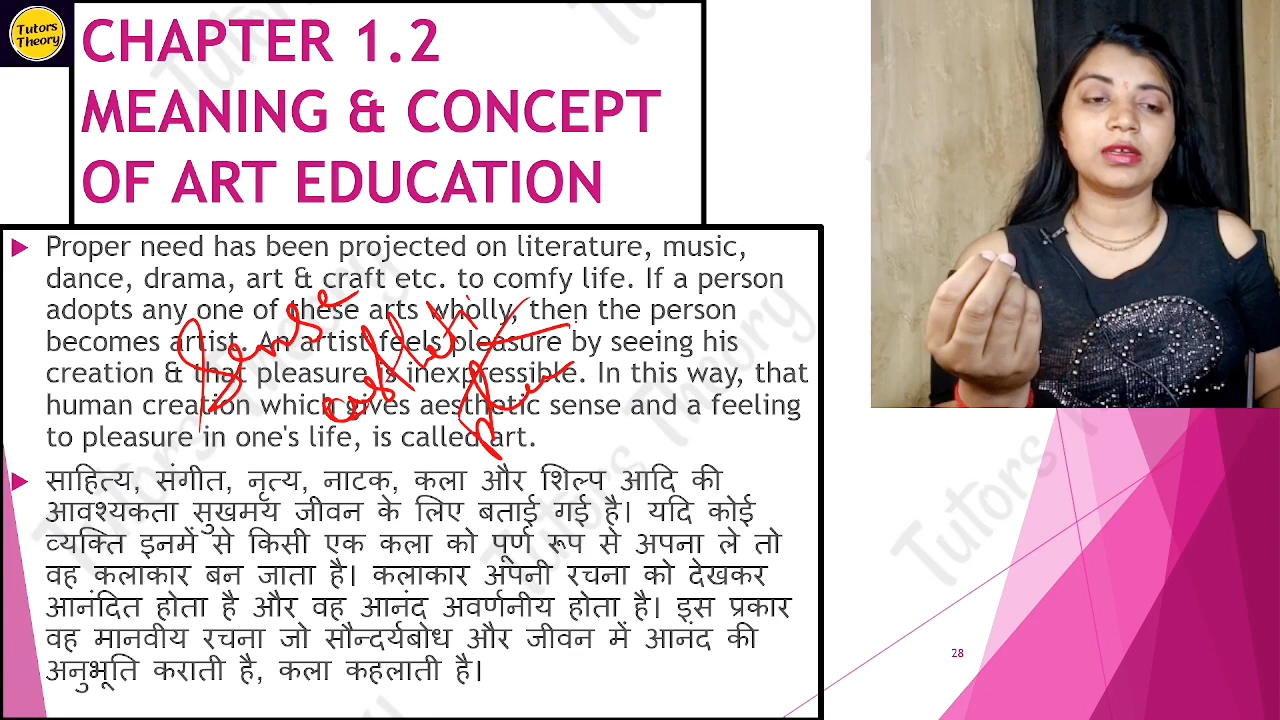 Tutors
Theory
CHAPTER 1.2
MEANING & CONCEPT
OF ART EDUCATION
Proper need has been projected on literature, music,
dance, drama, art & craft etc. to comfy life. If a person
adopts any one of these arts wholly, then the person
becomes artist. An artist feels pleasure by seeing his
creation & that pleasure is inexpressible. In this way, that
human creation which gives aesthetic sense and a feeling
to pleasure in one's life, is called art.
Sense
साहित्य, संगीत, नृत्य, नाटक, कला और शिल्प आदि की
आवश्यकता सुखमय जीवन के लिए बताई गई है। यदि कोई
व्यक्ति इनमें से किसी एक कला को पूर्ण रूप से अपना ले तो
वह कलाकार बन जाता है। कलाकार अपनी रचना को देखकर
आनंदित होता है और वह आनंद अवर्णनीय होता है। इस प्रकार
वह मानवीय रचना जो सौन्दर्यबोध और जीवन में आनंद की
अनुभूति कराती है, कला कहलाती है।
28
Tutors Theory